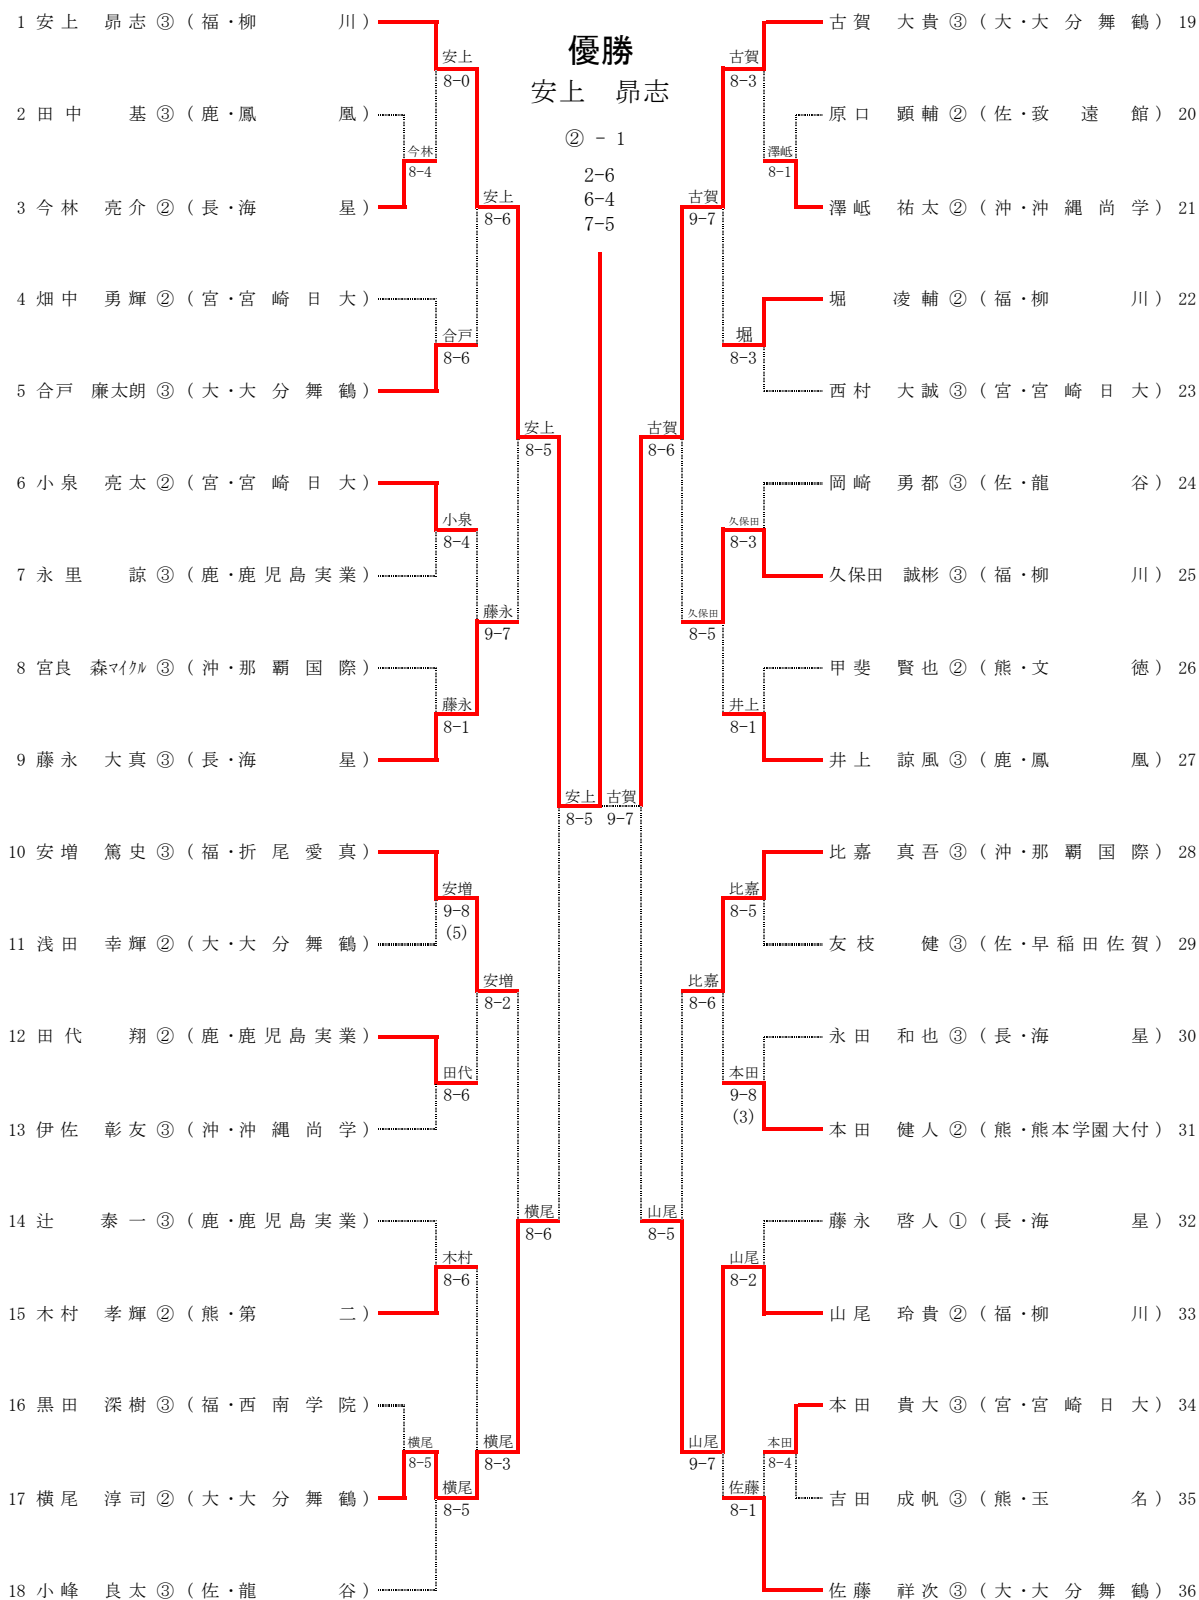 優勝
安上　昴志
② － 1
2-6
6-4
7-5
1 安上 昴志 ③ (福・柳川)
2 田中 基 ③ (鹿・鳳凰)
3 今林 亮介 ② (長・海星)
4 畑中 勇輝 ② (宮・宮崎日大)
5 合戸 廉太朗 ③ (大・大分舞鶴)
6 小泉 亮太 ② (宮・宮崎日大)
7 永里 諒 ③ (鹿・鹿児島実業)
8 宮良 森マイクル ③ (沖・那覇国際)
9 藤永 大真 ③ (長・海星)
10 安増 篤史 ③ (福・折尾愛真)
11 浅田 幸輝 ② (大・大分舞鶴)
12 田代 翔 ② (鹿・鹿児島実業)
13 伊佐 彰友 ③ (沖・沖縄尚学)
14 辻 泰一 ③ (鹿・鹿児島実業)
15 木村 孝輝 ② (熊・第二)
16 黒田 深樹 ③ (福・西南学院)
17 横尾 淳司 ② (大・大分舞鶴)
18 小峰 良太 ③ (佐・龍谷)
今林
8-4
横尾
8-5
安上
8-0
合戸
8-6
小泉
8-4
藤永
8-1
安増
9-8
(5)
田代
8-6
木村
8-6
横尾
8-5
安上
8-6
藤永
9-7
安増
8-2
横尾
8-3
安上
8-5
横尾
8-6
安上
8-5
古賀
9-7
古賀
8-6
山尾
8-5
古賀
9-7
久保田
8-5
比嘉
8-6
山尾
9-7
古賀
8-3
堀
8-3
久保田
8-3
井上
8-1
比嘉
8-5
本田
9-8
(3)
山尾
8-2
佐藤
8-1
澤岻
8-1
本田
8-4
古賀 大貴 ③ (大・大分舞鶴) 19
原口 顕輔 ② (佐・致遠館) 20
澤岻 祐太 ② (沖・沖縄尚学) 21
堀 凌輔 ② (福・柳川) 22
西村 大誠 ③ (宮・宮崎日大) 23
岡﨑 勇都 ③ (佐・龍谷) 24
久保田 誠彬 ③ (福・柳川) 25
甲斐 賢也 ② (熊・文徳) 26
井上 諒風 ③ (鹿・鳳凰) 27
比嘉 真吾 ③ (沖・那覇国際) 28
友枝 健 ③ (佐・早稲田佐賀) 29
永田 和也 ③ (長・海星) 30
本田 健人 ② (熊・熊本学園大付) 31
藤永 啓人 ① (長・海星) 32
山尾 玲貴 ② (福・柳川) 33
本田 貴大 ③ (宮・宮崎日大) 34
吉田 成帆 ③ (熊・玉名) 35
佐藤 祥次 ③ (大・大分舞鶴) 36